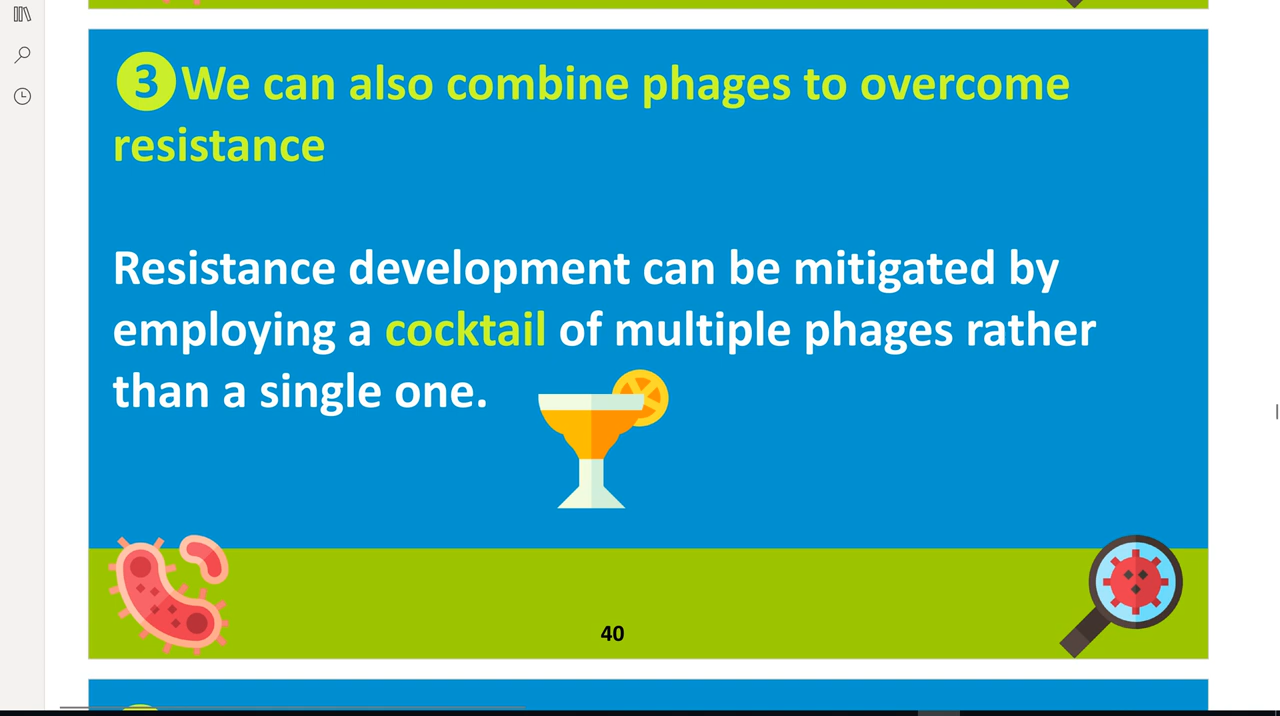 3 We can also combine phages to overcome
resistance
Resistance development can be mitigated by
employing a cocktail of multiple phages rather
than a single one.
40